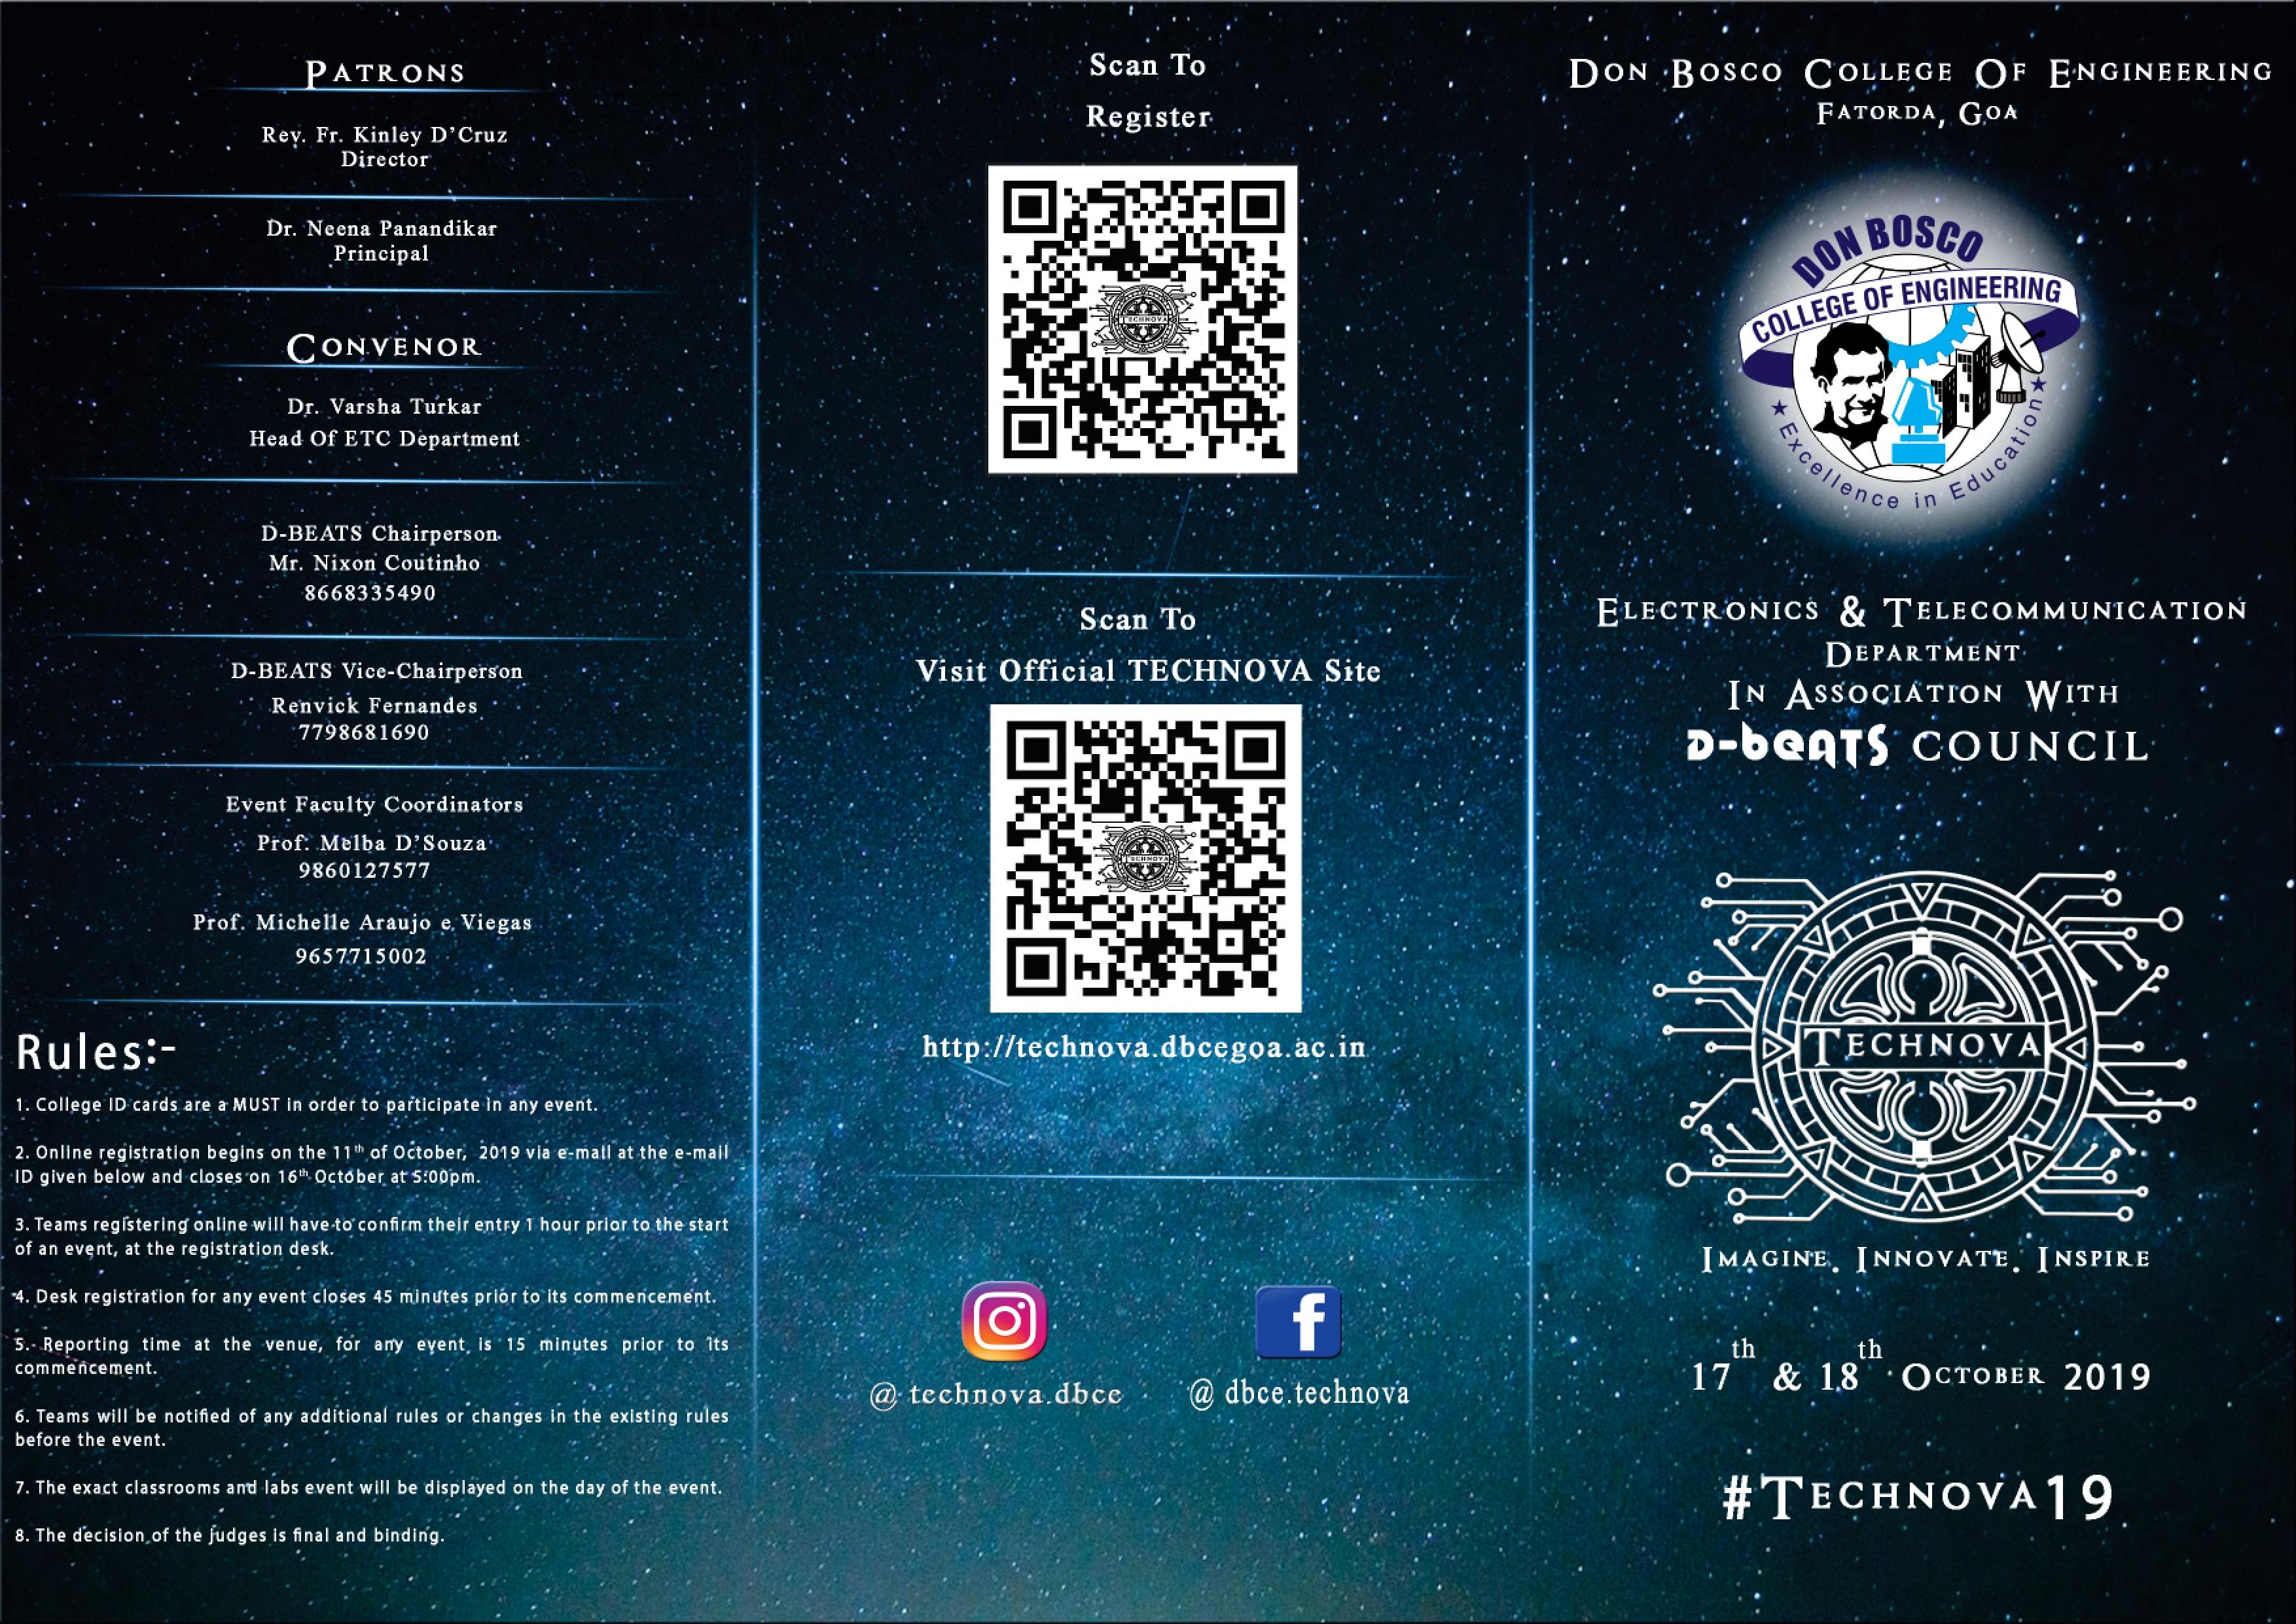 PATRONS
Rev. Fr. Kinley D'Cruz
Director
Dr. Neena Panandikar
Principal
CONVENOR
Dr. Varsha Turkar
Head Of ETC Department
D-BEATS Chairperson
Mr. Nixon Coutinho
8668335490
D-BEATS Vice-Chairperson
Renvick Fernandes
7798681690
Event Faculty Coordinators
Prof. Melba D'Souza
9860127577
Prof. Michelle Araujo e Viegas
9657715002
Rules:-
1. College ID cards are a MUST in order to participate in any event.
2. Online registration begins on the 11th of October, 2019 via e-mail at the e-mail
ID given below and closes on 16th October at 5:00pm.
3. Teams registering online will have to confirm their entry 1 hour prior to the start
of an event, at the registration desk.
4. Desk registration for any event closes 45 minutes prior to its commencement.
5. Reporting time at the venue, for any event is 15 minutes prior to its
commencement.
6. Teams will be notified of any additional rules or changes in the existing rules
before the event.
7. The exact classrooms and labs event will be displayed on the day of the event.
8. The decision of the judges is final and binding.
Scan To
Register
TECHNOVA
Scan To
Visit Official TECHNOVA Site
TECHNOVA
http://technova.dbcegoa.ac.in
@ technova.dbce
@ dbce.technova
DON BOSCO COLLEGE OF ENGINEERING
FATORDA, GOA
DON BOSCO
COLLEGE OF ENGINEERING
★ Excellence in Education ★
ELECTRONICS & TELECOMMUNICATION
DEPARTMENT
IN ASSOCIATION WITH
D-beATS COUNCIL
TECHNOVA
IMAGINE. INNOVATE. INSPIRE
17th & 18th OCTOBER 2019
#TECHNOVA19